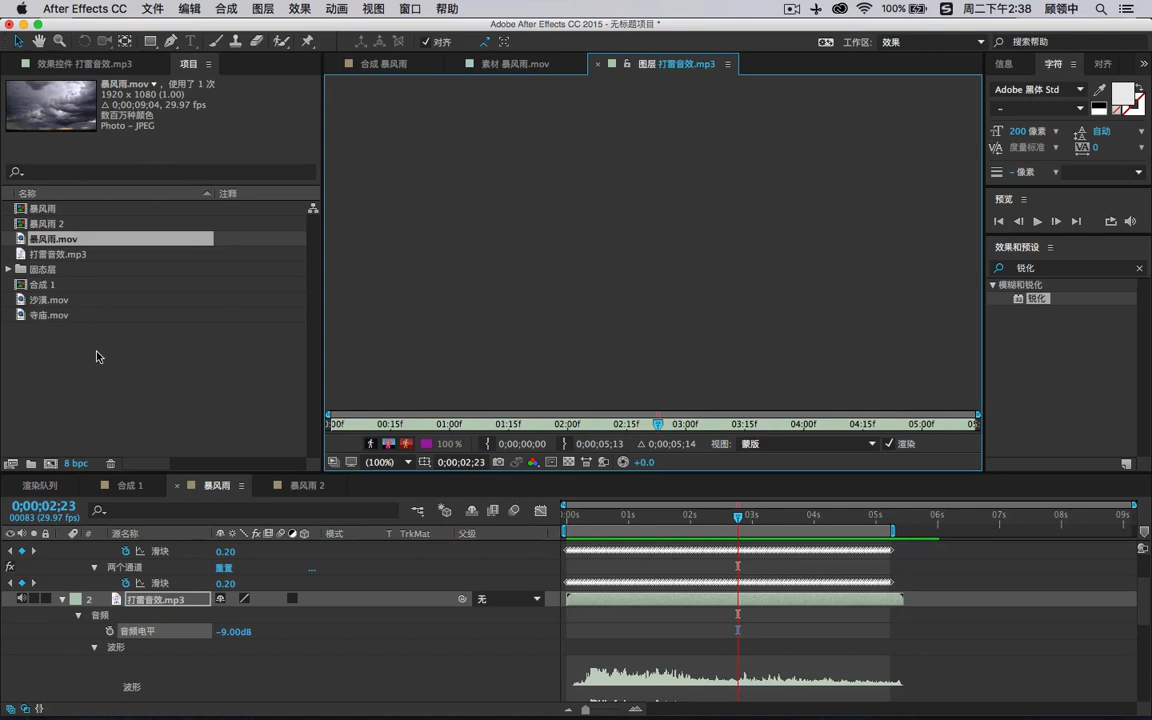 After Effects CC 文件 编辑 合成 图层 效果 动画 视图 窗口 帮助 100% 周二下午2:38 顾领中
Adobe After Effects CC 2015 - 无标题项目 *
对齐 工作区: 效果 搜索帮助
效果控件 打雷音效.mp3 项目 合成 暴风雨 素材 暴风雨.mov 图层 打雷音效.mp3 信息 字符 对齐
暴风雨.mov ▼, 使用了 1 次
1920 x 1080 (1.00)
Δ 0;00;09;04, 29.97 fps
数百万种颜色
Photo – JPEG
Adobe 黑体 Std
–
200 像素 自动
度量标准 0
- 像素
名称 注释
暴风雨
暴风雨 2
暴风雨.mov
打雷音效.mp3
固态层
合成 1
沙漠.mov
寺庙.mov
预览
效果和预设
锐化
模糊和锐化
锐化
00f 00:15f 01:00f 01:15f 02:00f 02:15f 03:00f 03:15f 04:00f 04:15f 05:00f 05
100 % 0;00;00;00 0;00;05;13 Δ 0;00;05;14 视图: 蒙版 渲染
8 bpc (100%) 0;00;02;23 +0.0
渲染队列 合成 1 暴风雨 暴风雨 2
0;00;02;23
00083 (29.97 fps)
:00s 01s 02s 03s 04s 05s 06s 07s 08s 09s
# 源名称 模式 T TrkMat 父级
滑块 0.20
fx 两个通道 重置 ...
滑块 0.20
2 打雷音效.mp3 无
音频
音频电平 –9.00dB
波形
波形